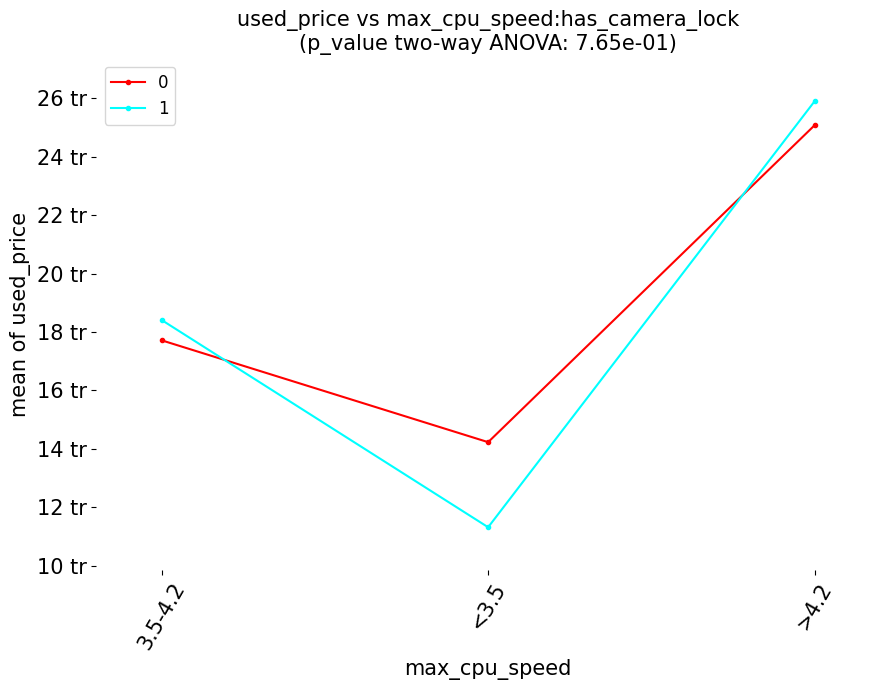 used_price vs max_cpu_speed:has_camera_lock
(p_value two-way ANOVA: 7.65e-01)
0
1
26 tr
24 tr
22 tr
20 tr
18 tr
16 tr
14 tr
12 tr
10 tr
mean of used_price
3.5-4.2
<3.5
>4.2
max_cpu_speed